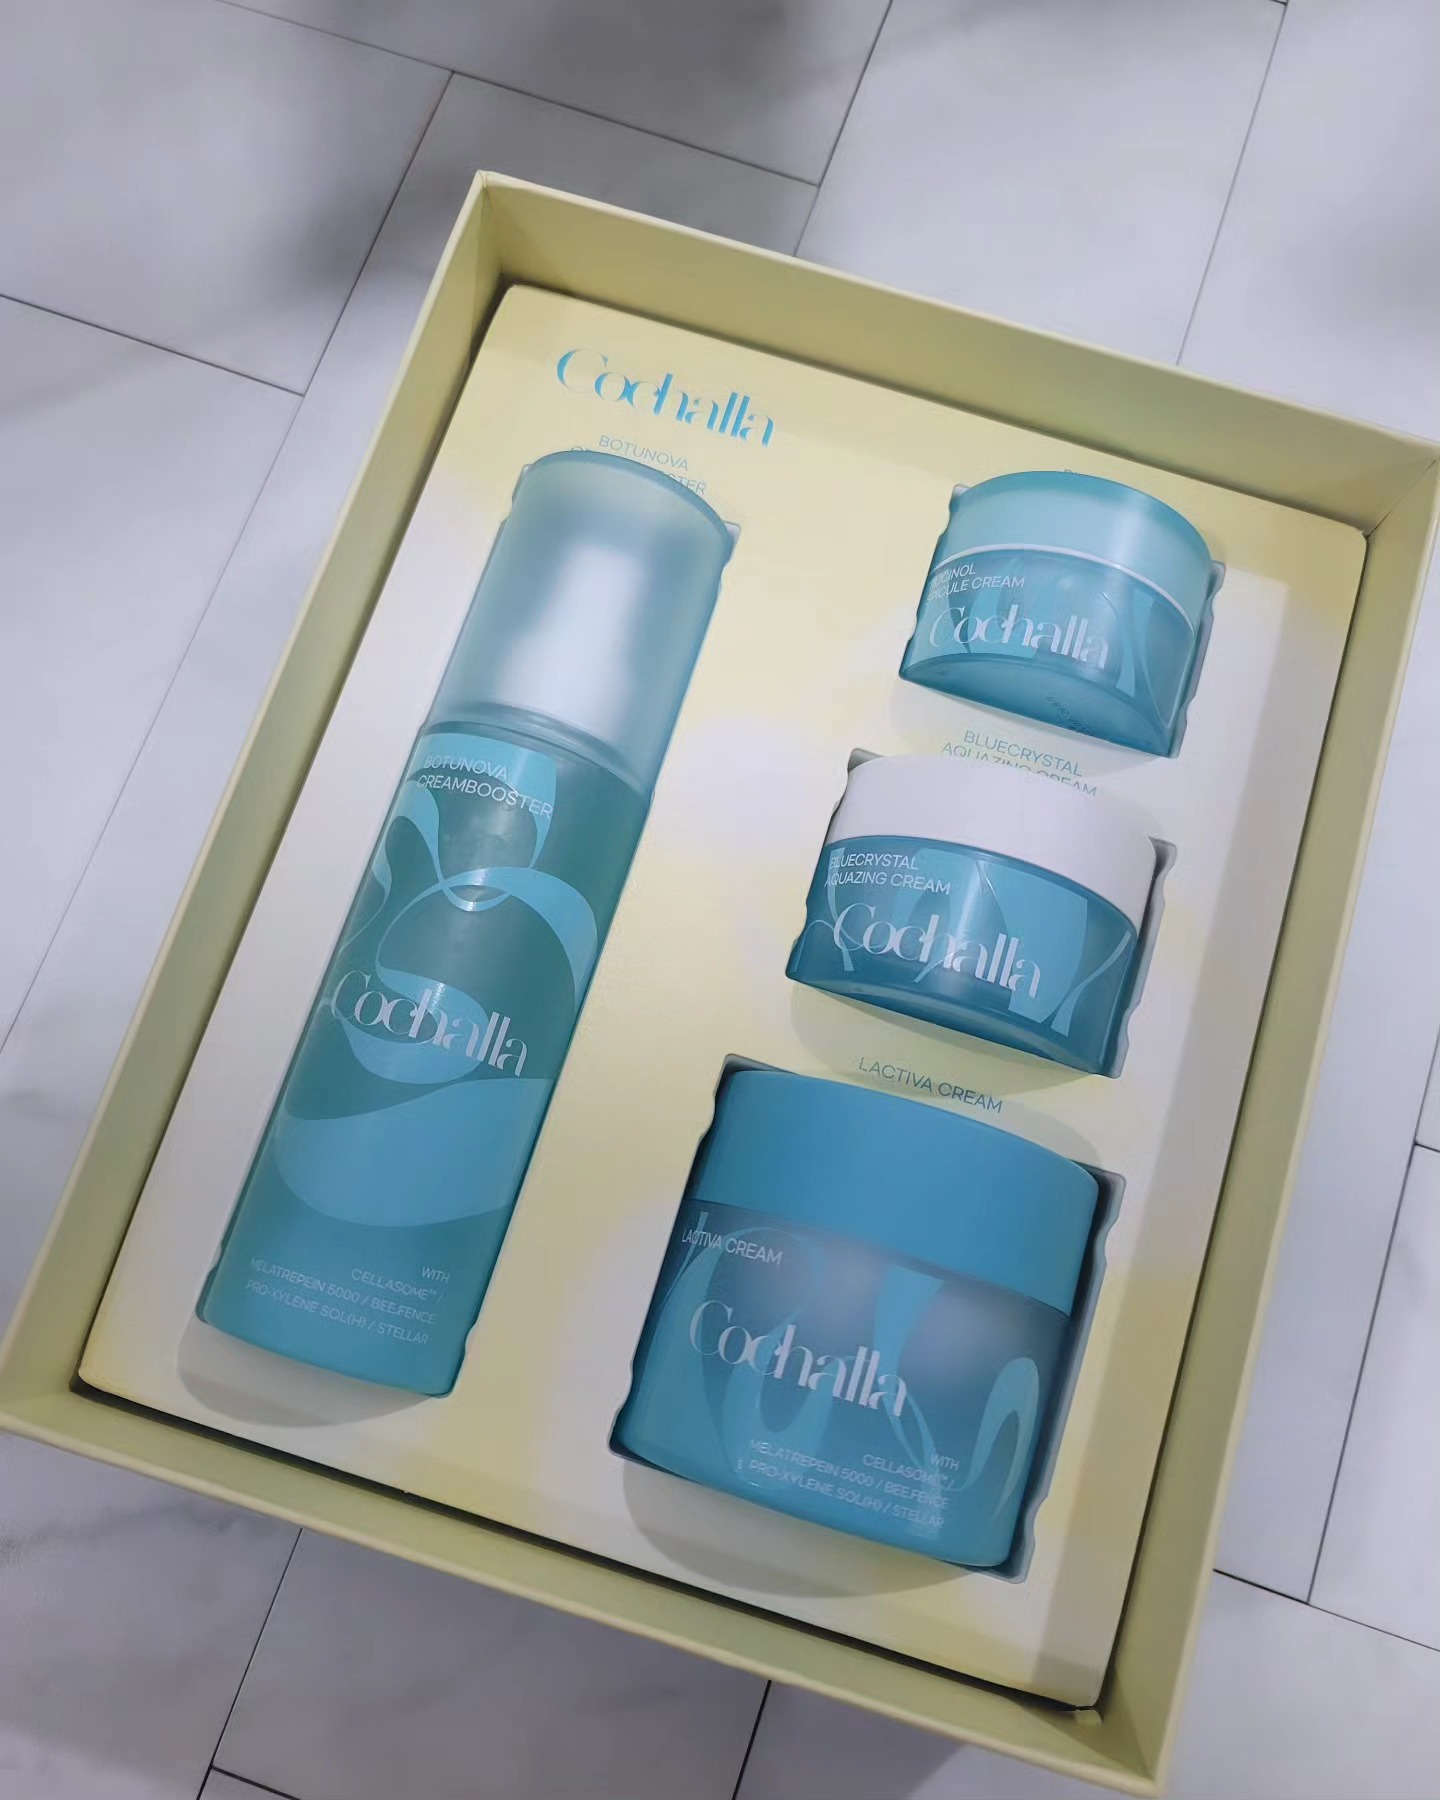 Cochalla
BOTUNOVA
BOTUNOVA
CREAMBOOSTER
Cochalla
WITH
CELLASOME™ /
MELATREPEIN 5000 / BEE.FENCE
PRO-XYLENE SOL(H) / STELLAR
SPICULE CREAM
Cochalla
BLUECRYSTAL
AQUAZING CREAM
BLUECRYSTAL
AQUAZING CREAM
Cochalla
LACTIVA CREAM
LACTIVA CREAM
Cochalla
WITH
CELLASOME™ /
MELATREPEIN 5000 / BEE.FENCE
PRO-XYLENE SOL(H) / STELLAR